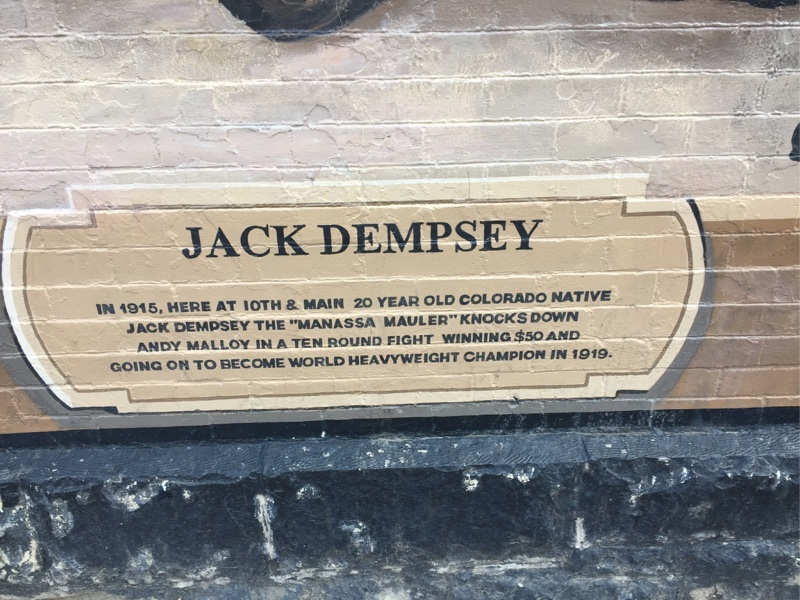 JACK DEMPSEY
IN 1915, HERE AT 10TH & MAIN 20 YEAR OLD COLORADO NATIVE
JACK DEMPSEY THE "MANASSA MAULER" KNOCKS DOWN
ANDY MALLOY IN A TEN ROUND FIGHT WINNING $50 AND
GOING ON TO BECOME WORLD HEAVYWEIGHT CHAMPION IN 1919.